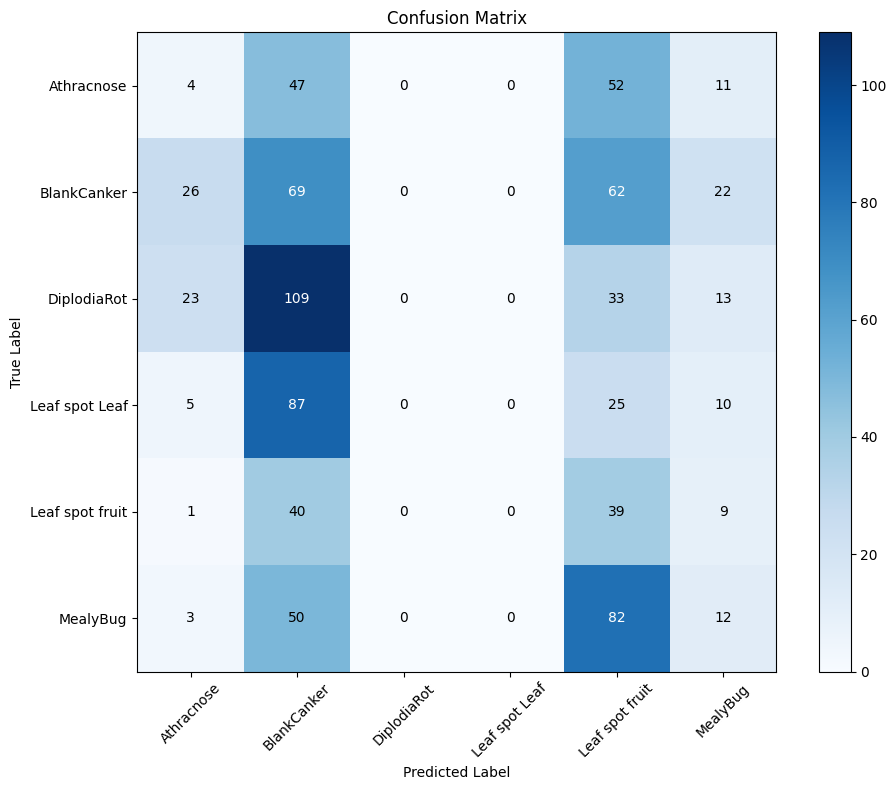 Confusion Matrix
Athracnose 4 47 0 0 52 11
BlankCanker 26 69 0 0 62 22
DiplodiaRot 23 109 0 0 33 13
Leaf spot Leaf 5 87 0 0 25 10
Leaf spot fruit 1 40 0 0 39 9
MealyBug 3 50 0 0 82 12
True Label
Athracnose BlankCanker DiplodiaRot Leaf spot Leaf Leaf spot fruit MealyBug
Predicted Label
100
80
60
40
20
0